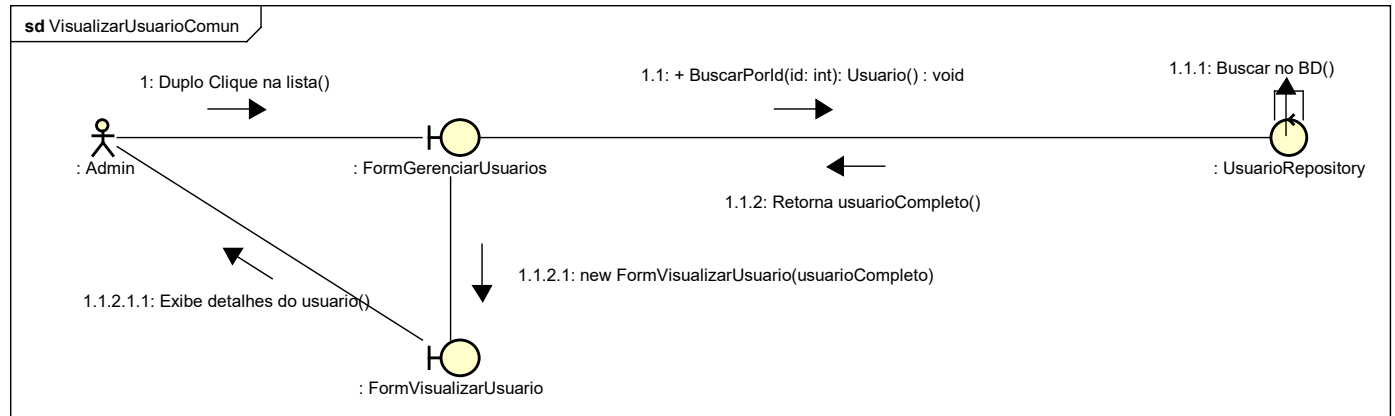 sd VisualizarUsuarioComun
1: Duplo Clique na lista()
1.1: + BuscarPorId(id: int): Usuario() : void
1.1.1: Buscar no BD()
: Admin
: FormGerenciarUsuarios
: UsuarioRepository
1.1.2: Retorna usuarioCompleto()
1.1.2.1: new FormVisualizarUsuario(usuarioCompleto)
1.1.2.1.1: Exibe detalhes do usuario()
: FormVisualizarUsuario